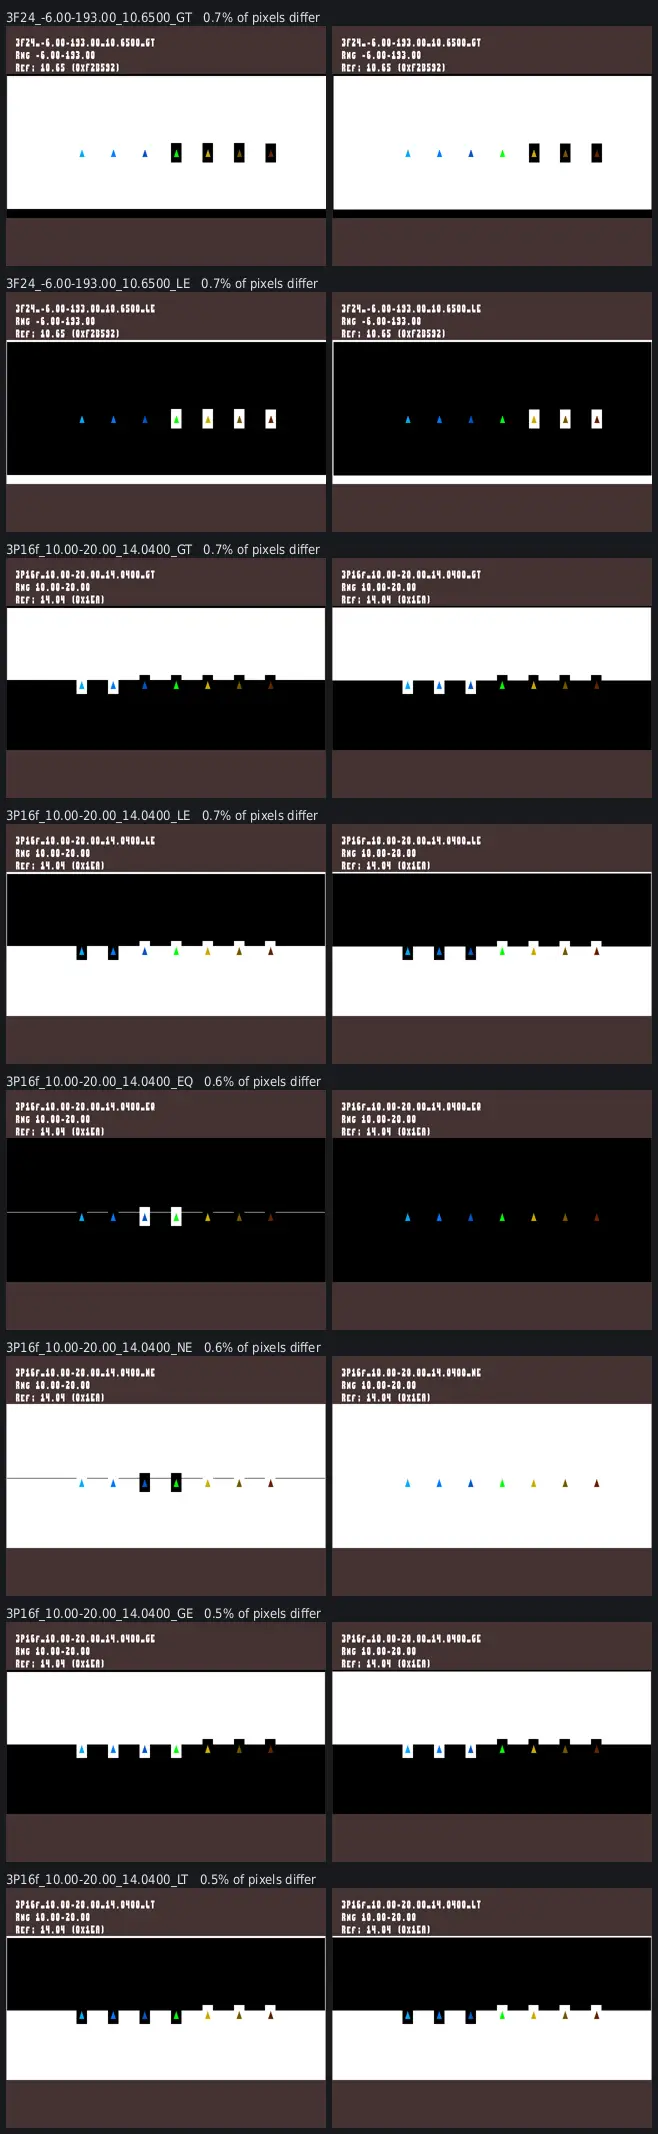 3F24_-6.00-193.00_10.6500_GT 0.7% of pixels differ
3F24_-6.00-193.00_10.6500_GT
Rng -6.00-193.00
Ref: 10.65 (0xF2D592)
3F24_-6.00-193.00_10.6500_GT
Rng -6.00-193.00
Ref: 10.65 (0xF2D592)
3F24_-6.00-193.00_10.6500_LE 0.7% of pixels differ
3F24_-6.00-193.00_10.6500_LE
Rng -6.00-193.00
Ref: 10.65 (0xF2D592)
3F24_-6.00-193.00_10.6500_LE
Rng -6.00-193.00
Ref: 10.65 (0xF2D592)
3P16f_10.00-20.00_14.0400_GT 0.7% of pixels differ
3P16f_10.00-20.00_14.0400_GT
Rng 10.00-20.00
Ref: 14.04 (0x1EA)
3P16f_10.00-20.00_14.0400_GT
Rng 10.00-20.00
Ref: 14.04 (0x1EA)
3P16f_10.00-20.00_14.0400_LE 0.7% of pixels differ
3P16f_10.00-20.00_14.0400_LE
Rng 10.00-20.00
Ref: 14.04 (0x1EA)
3P16f_10.00-20.00_14.0400_LE
Rng 10.00-20.00
Ref: 14.04 (0x1EA)
3P16f_10.00-20.00_14.0400_EQ 0.6% of pixels differ
3P16f_10.00-20.00_14.0400_EQ
Rng 10.00-20.00
Ref: 14.04 (0x1EA)
3P16f_10.00-20.00_14.0400_EQ
Rng 10.00-20.00
Ref: 14.04 (0x1EA)
3P16f_10.00-20.00_14.0400_NE 0.6% of pixels differ
3P16f_10.00-20.00_14.0400_NE
Rng 10.00-20.00
Ref: 14.04 (0x1EA)
3P16f_10.00-20.00_14.0400_NE
Rng 10.00-20.00
Ref: 14.04 (0x1EA)
3P16f_10.00-20.00_14.0400_GE 0.5% of pixels differ
3P16f_10.00-20.00_14.0400_GE
Rng 10.00-20.00
Ref: 14.04 (0x1EA)
3P16f_10.00-20.00_14.0400_GE
Rng 10.00-20.00
Ref: 14.04 (0x1EA)
3P16f_10.00-20.00_14.0400_LT 0.5% of pixels differ
3P16f_10.00-20.00_14.0400_LT
Rng 10.00-20.00
Ref: 14.04 (0x1EA)
3P16f_10.00-20.00_14.0400_LT
Rng 10.00-20.00
Ref: 14.04 (0x1EA)